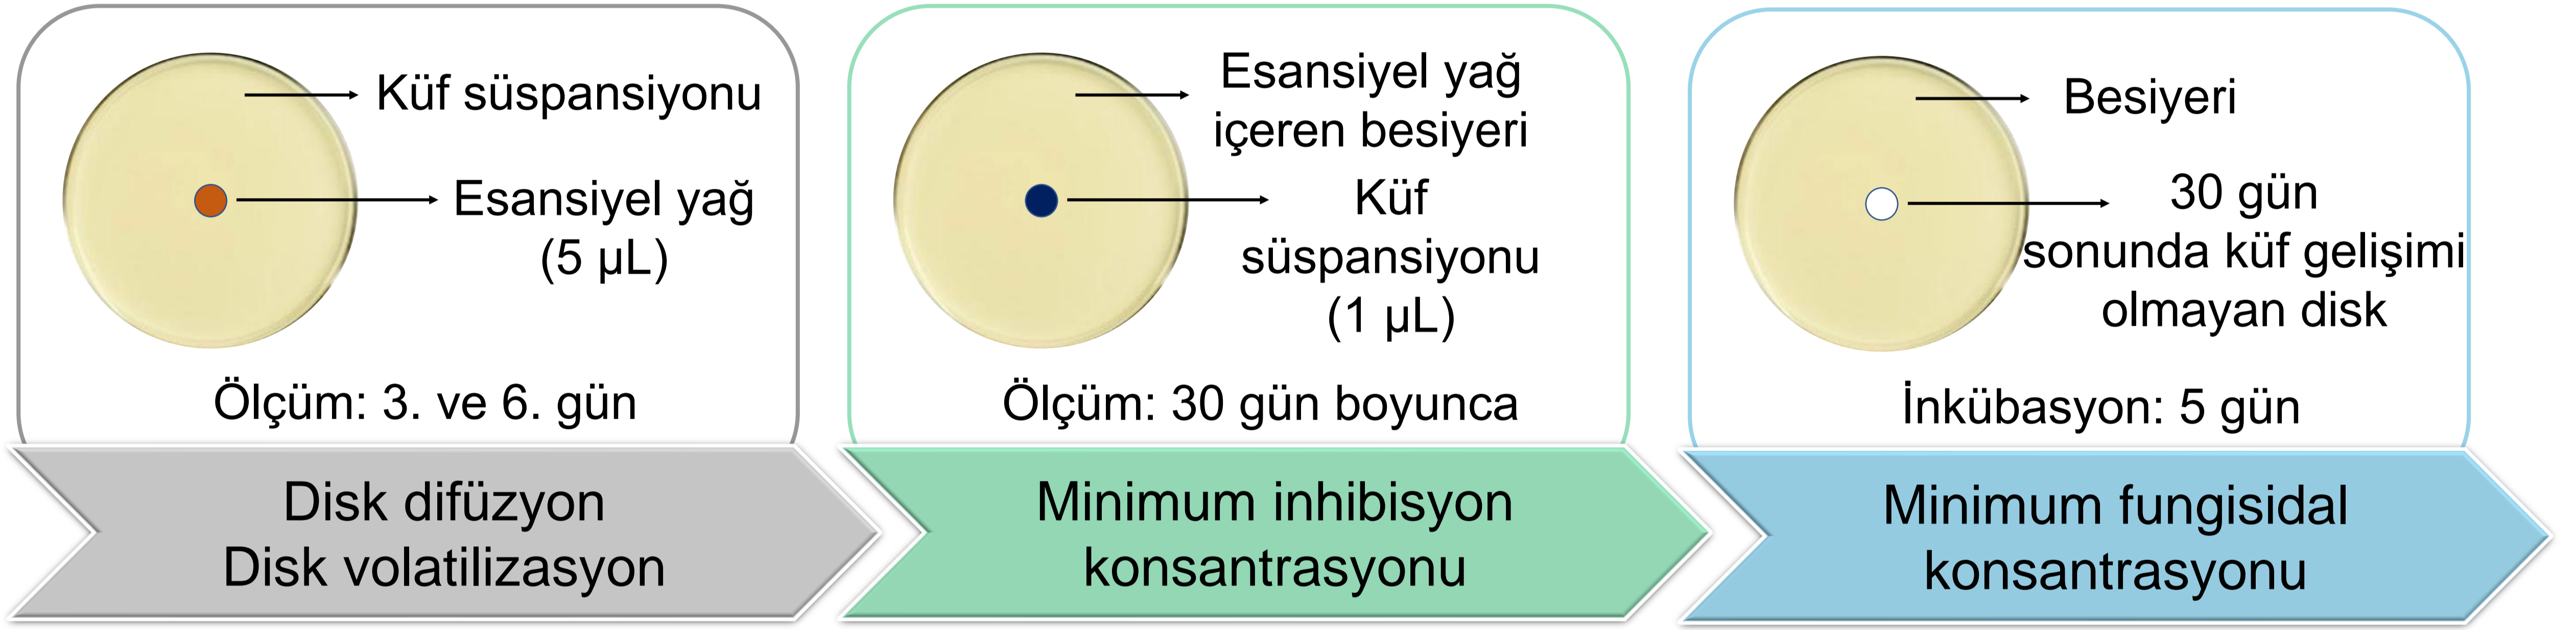 Küf süspansiyonu
Esansiyel yağ
(5 µL)
Ölçüm: 3. ve 6. gün
Disk difüzyon
Disk volatilizasyon
Esansiyel yağ
içeren besiyeri
Küf
süspansiyonu
(1 µL)
Ölçüm: 30 gün boyunca
Minimum inhibisyon
konsantrasyonu
Besiyeri
30 gün
sonunda küf gelişimi
olmayan disk
İnkübasyon: 5 gün
Minimum fungisidal
konsantrasyonu